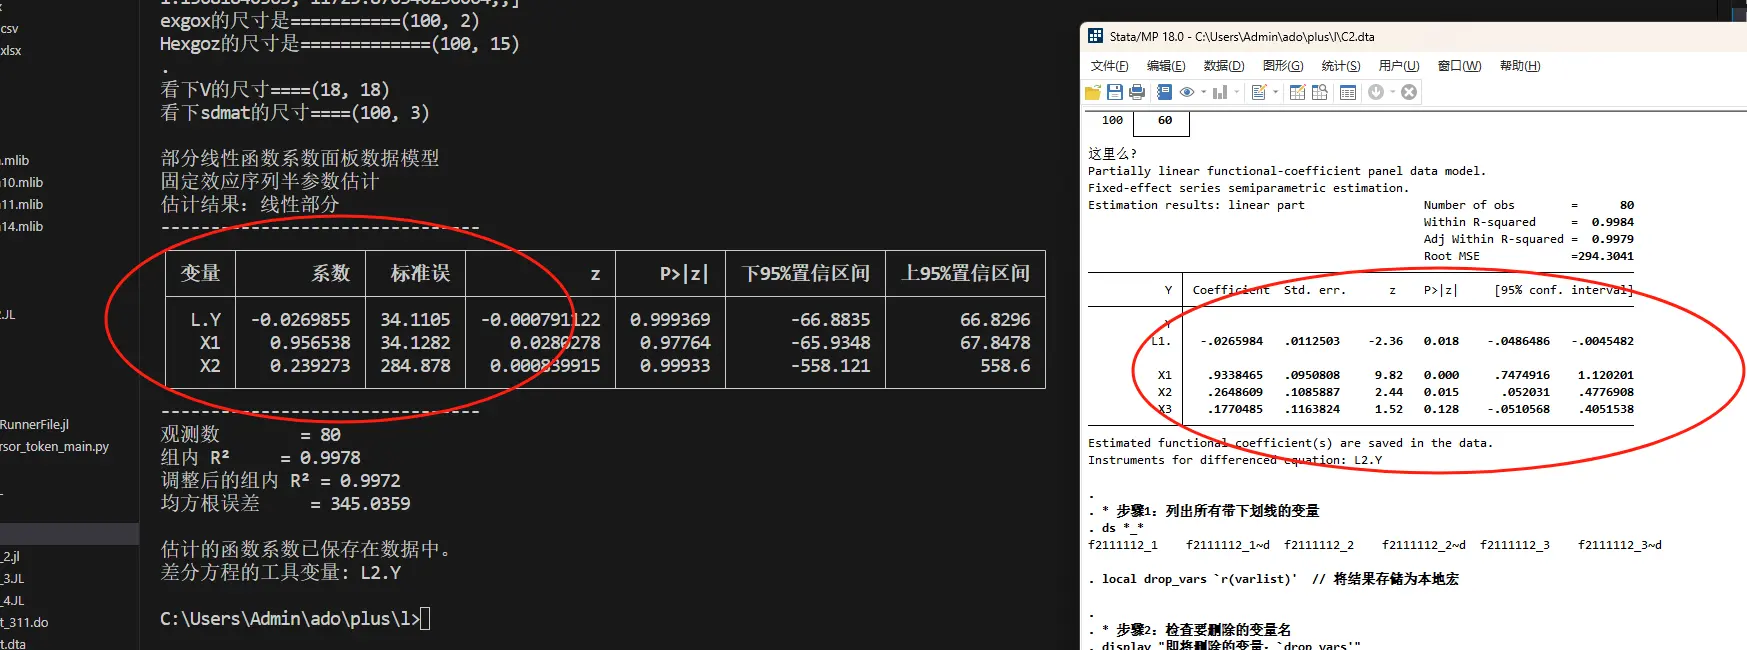 csv
xlsx
.mlib
10.mlib
11.mlib
14.mlib
.JL
RunnerFile.jl
rsor_token_main.py
_2.jl
_3.JL
_4.JL
t_311.do
t.dta
exgox的尺寸是===========(100, 2)
Hexgoz的尺寸是=============(100, 15)
.
看下V的尺寸====(18, 18)
看下sdmat的尺寸====(100, 3)
部分线性函数系数面板数据模型
固定效应序列半参数估计
估计结果: 线性部分
--------------------------------
变量 系数 标准误 z P>|z| 下95%置信区间 上95%置信区间
L.Y -0.0269855 34.1105 -0.000791122 0.999369 -66.8835 66.8296
X1 0.956538 34.1282 0.0280278 0.97764 -65.9348 67.8478
X2 0.239273 284.878 0.000839915 0.99933 -558.121 558.6
--------------------------------
观测数 = 80
组内 R² = 0.9978
调整后的组内 R² = 0.9972
均方根误差 = 345.0359
估计的函数系数已保存在数据中。
差分方程的工具变量: L2.Y
C:\Users\Admin\ado\plus\l>
Stata/MP 18.0 - C:\Users\Admin\ado\plus\l\C2.dta
文件(F) 编辑(E) 数据(D) 图形(G) 统计(S) 用户(U) 窗口(W) 帮助(H)
100 60
这里么?
Partially linear functional-coefficient panel data model.
Fixed-effect series semiparametric estimation.
Estimation results: linear part Number of obs = 80
Within R-squared = 0.9984
Adj Within R-squared = 0.9979
Root MSE =294.3041
Y Coefficient Std. err. z P>|z| [95% conf. interval]
Y
L1. -.0265984 .0112503 -2.36 0.018 -.0486486 -.0045482
X1 .9338465 .0950808 9.82 0.000 .7474916 1.120201
X2 .2648609 .1085887 2.44 0.015 .052031 .4776908
X3 .1770485 .1163824 1.52 0.128 -.0510568 .4051538
Estimated functional coefficient(s) are saved in the data.
Instruments for differenced equation: L2.Y
.
. * 步骤1: 列出所有带下划线的变量
. ds *_*
f2111112_1 f2111112_1~d f2111112_2 f2111112_2~d f2111112_3 f2111112_3~d
. local drop_vars `r(varlist)' // 将结果存储为本地宏
.
. * 步骤2: 检查要删除的变量名
. display "即将删除的变量: `drop_vars'"